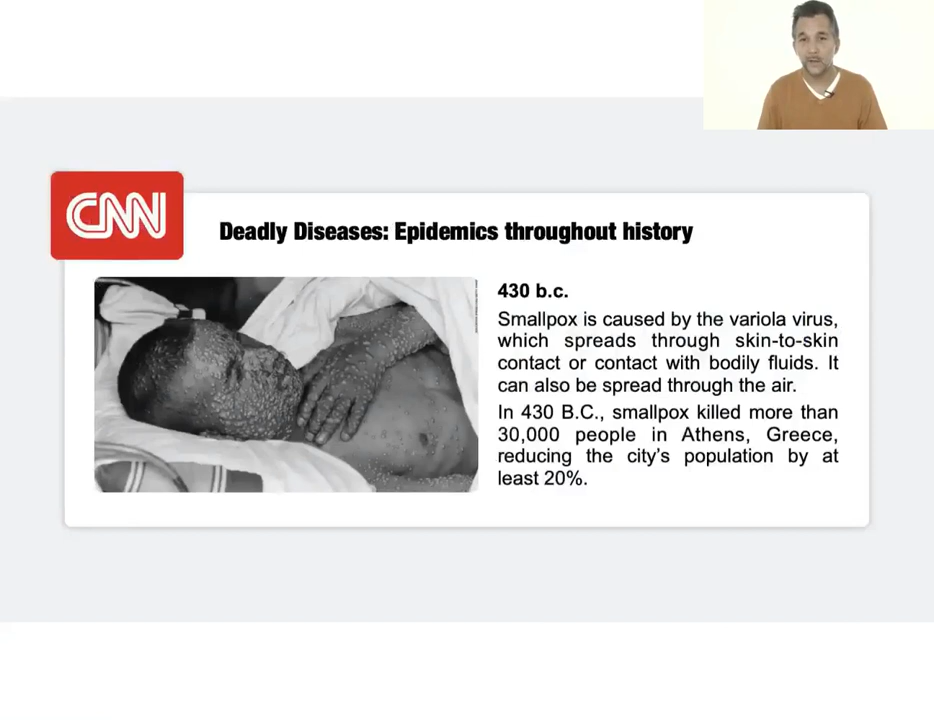 CNN
Deadly Diseases: Epidemics throughout history
430 b.c.
Smallpox is caused by the variola virus,
which spreads through skin-to-skin
contact or contact with bodily fluids. It
can also be spread through the air.
In 430 B.C., smallpox killed more than
30,000 people in Athens, Greece,
reducing the city’s population by at
least 20%.